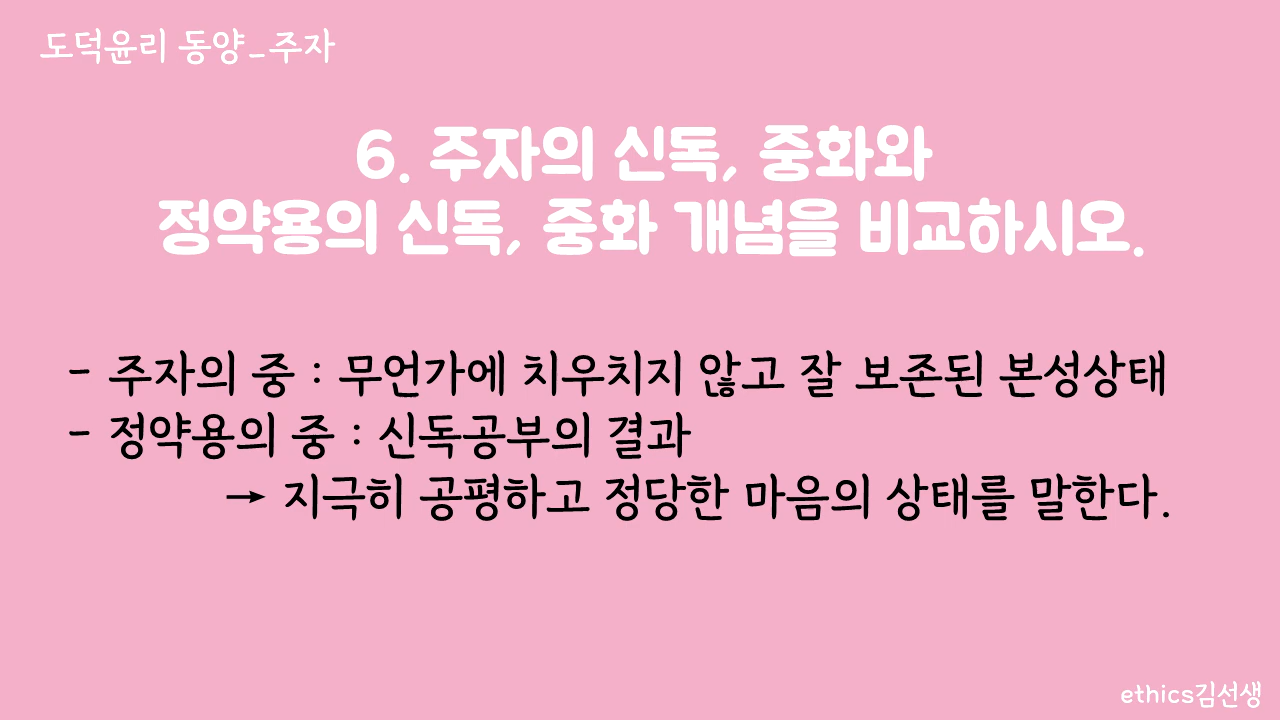 도덕윤리 동양_주자
6. 주자의 신독, 중화와
정약용의 신독, 중화 개념을 비교하시오.
- 주자의 중 : 무언가에 치우치지 않고 잘 보존된 본성상태
- 정약용의 중 : 신독공부의 결과
→ 지극히 공평하고 정당한 마음의 상태를 말한다.
ethics김선생